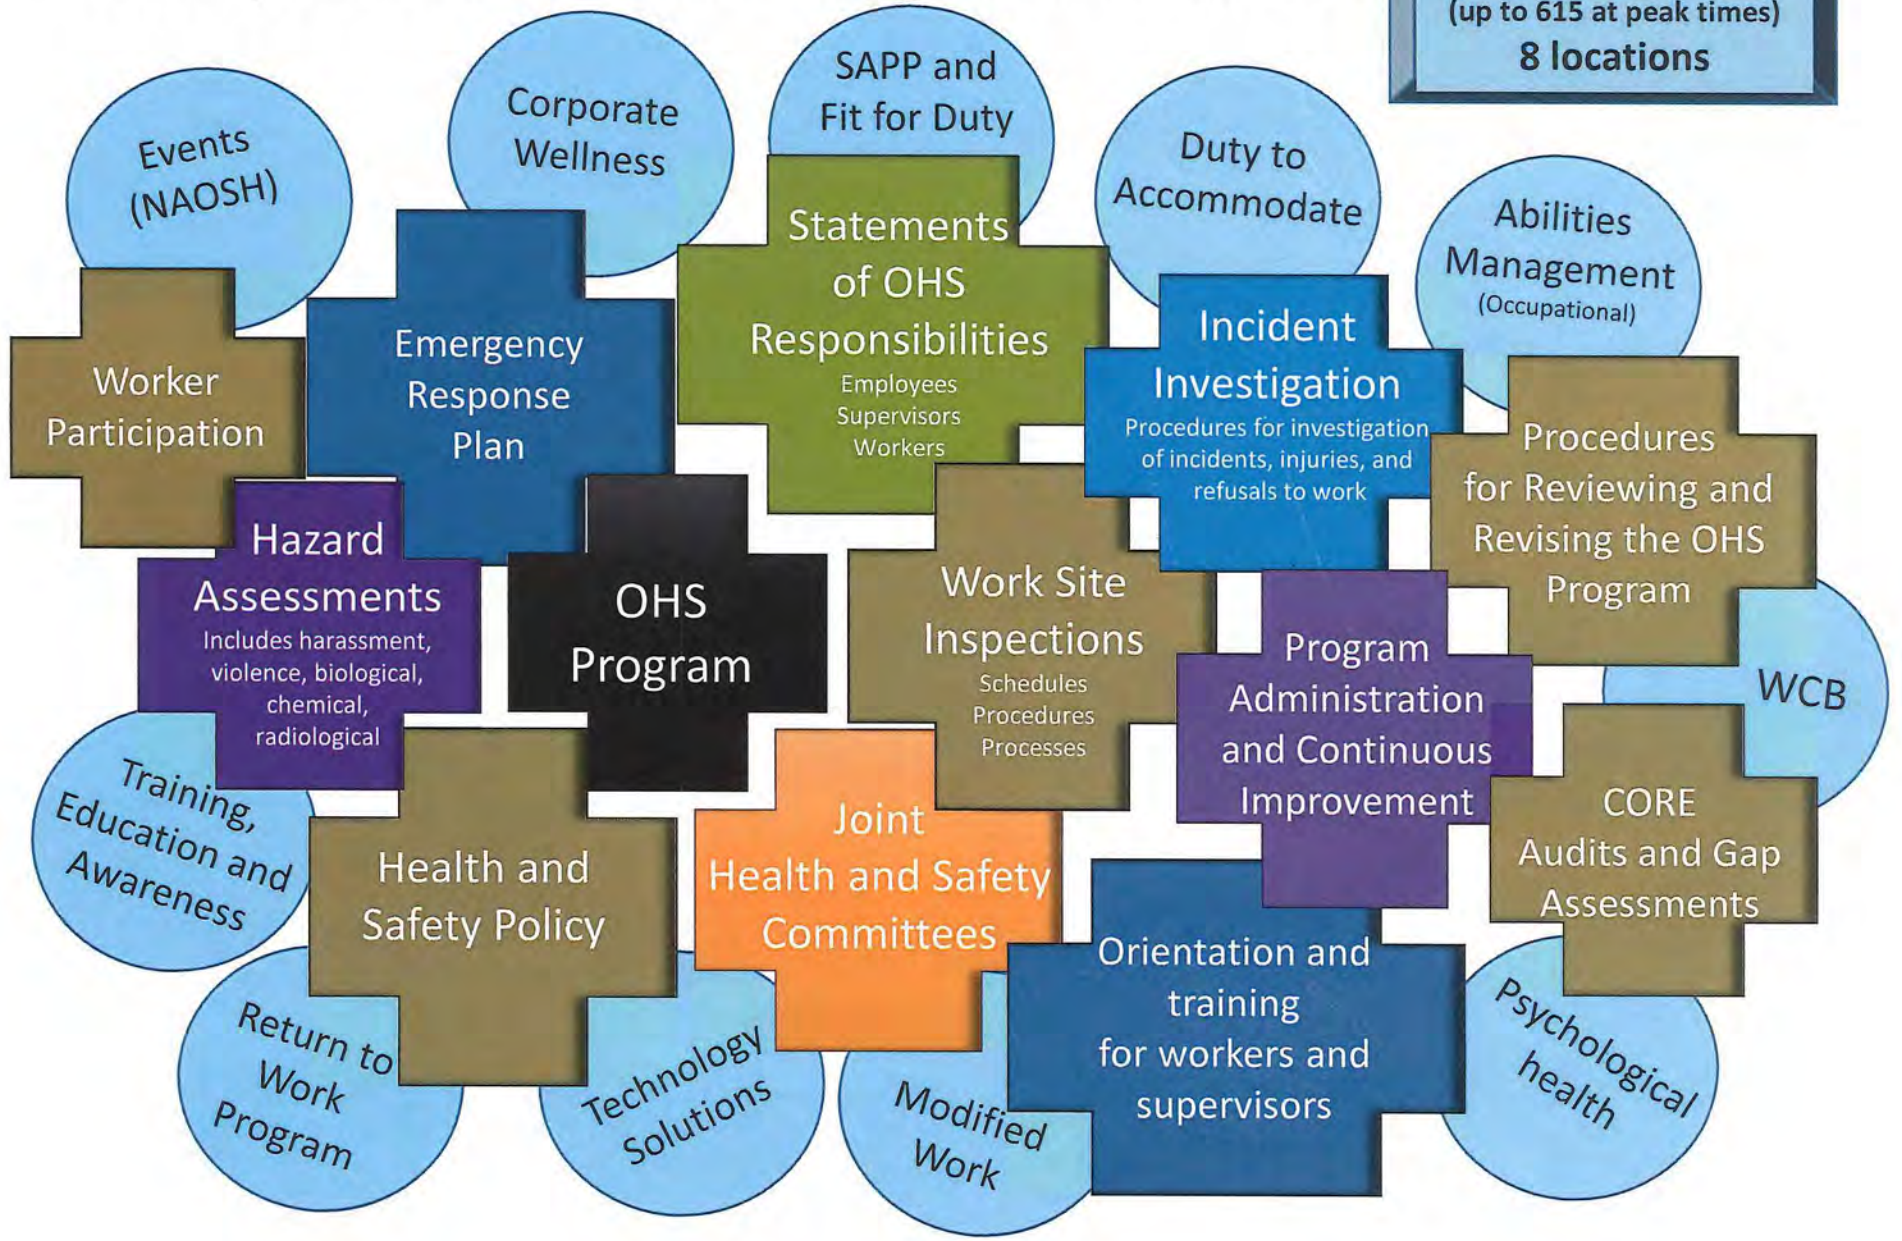 (up to 615 at peak times)
8 locations
Events
(NAOSH)
Corporate
Wellness
SAPP and
Fit for Duty
Duty to
Accommodate
Abilities
Management
(Occupational)
Worker
Participation
Emergency
Response
Plan
Statements
of OHS
Responsibilities
Employees
Supervisors
Workers
Incident
Investigation
Procedures for investigation
of incidents, injuries, and
refusals to work
Procedures
for Reviewing and
Revising the OHS
Program
Hazard
Assessments
Includes harassment,
violence, biological,
chemical,
radiological
OHS
Program
Work Site
Inspections
Schedules
Procedures
Processes
Program
Administration
and Continuous
Improvement
WCB
CORE
Audits and Gap
Assessments
Training,
Education and
Awareness
Health and
Safety Policy
Joint
Health and Safety
Committees
Orientation and
training
for workers and
supervisors
Return to
Work
Program
Technology
Solutions
Modified
Work
Psychological
health